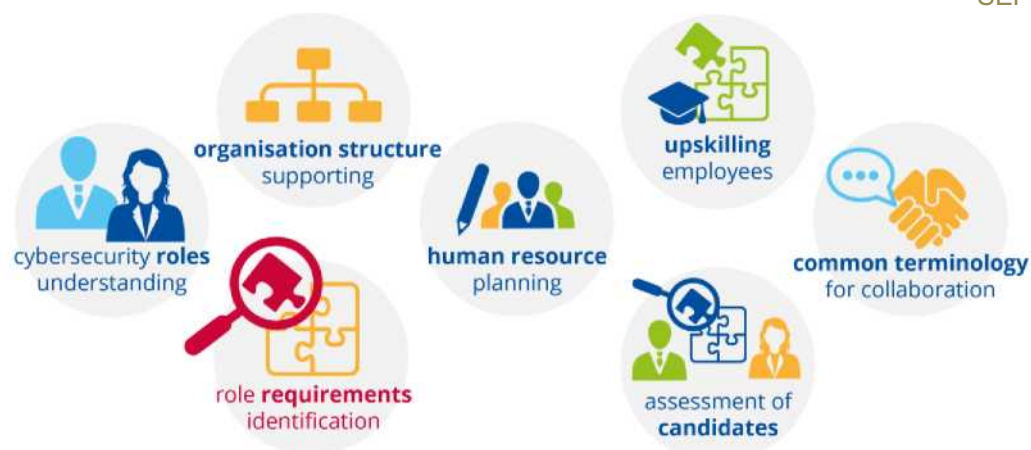 organisation structure
supporting
upskilling
employees
cybersecurity roles
understanding
human resource
planning
common terminology
for collaboration
role requirements
identification
assessment of
candidates